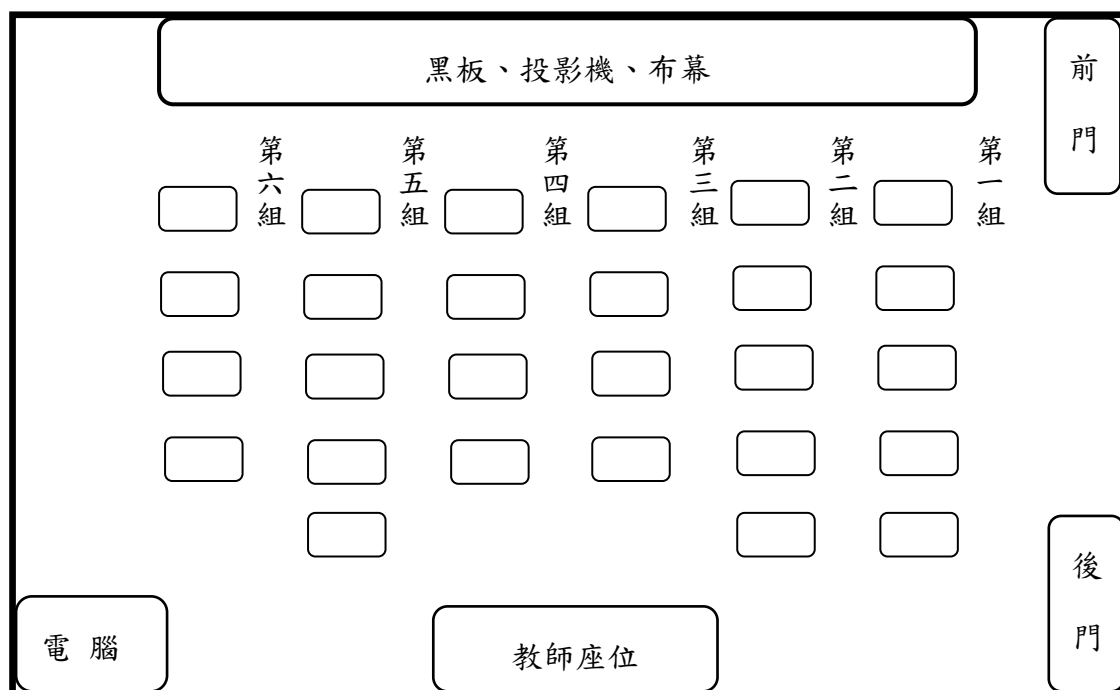 黑板、投影機、布幕
前門
第六組
第五組
第四組
第三組
第二組
第一組
後門
電腦
教師座位